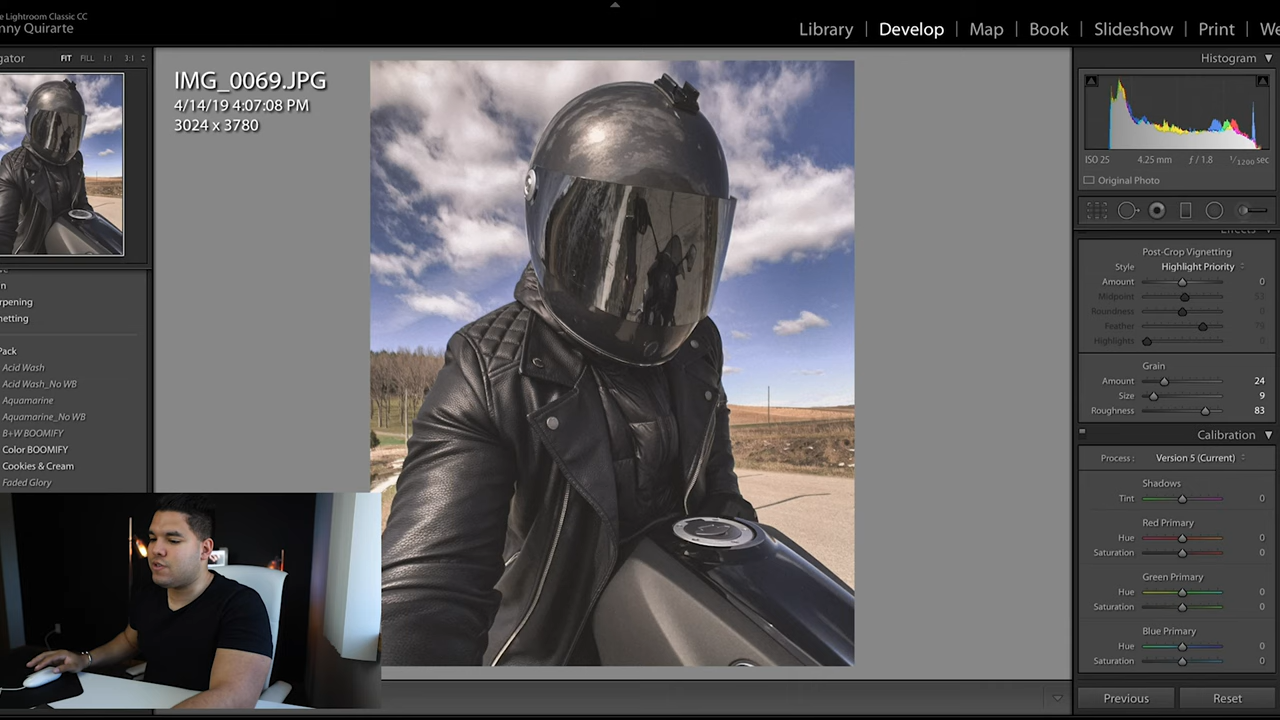 e Lightroom Classic CC
nny Quirarte
Library | Develop | Map | Book | Slideshow | Print | We
gator FIT FILL 1:1 3:1
IMG_0069.JPG
4/14/19 4:07:08 PM
3024 x 3780
n
rpening
netting
Pack
Acid Wash
Acid Wash_No WB
Aquamarine
Aquamarine_No WB
B+W BOOMIFY
Color BOOMIFY
Cookies & Cream
Faded Glory
Histogram
ISO 25 4.25 mm ƒ / 1.8 1/1200 sec
Original Photo
Effects
Post-Crop Vignetting
Style Highlight Priority
Amount 0
Midpoint 53
Roundness 0
Feather 79
Highlights 0
Grain
Amount 24
Size 9
Roughness 83
Calibration
Process : Version 5 (Current)
Shadows
Tint 0
Red Primary
Hue 0
Saturation 0
Green Primary
Hue 0
Saturation 0
Blue Primary
Hue 0
Saturation 0
Previous Reset